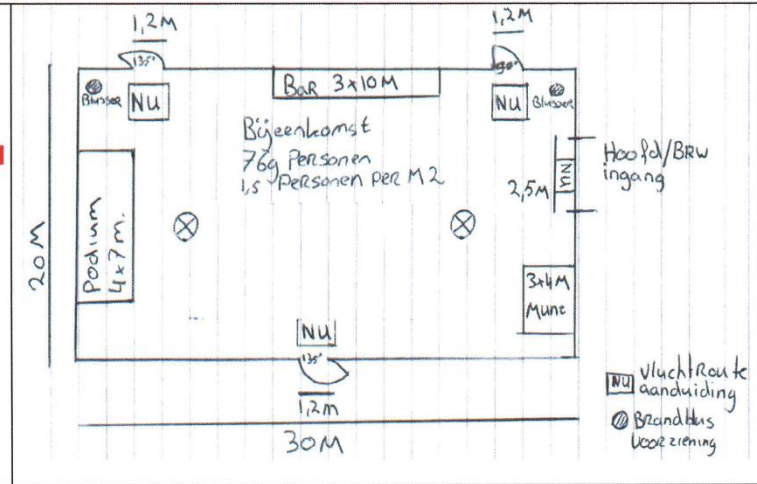 1,2M
1,2M
135°
90°
Bar 3x10M
Blusser
NU
NU
Blusser
Bijeenkomst
769 Personen
1,5 Personen per M2
Hoofd/BRW
ingang
NU
2,5M
20M
Podium
4x7m.
3x4M
Munt
NU
135°
1,2m
30M
NU vluchtRoute
aanduiding
BrandBlus
voorziening